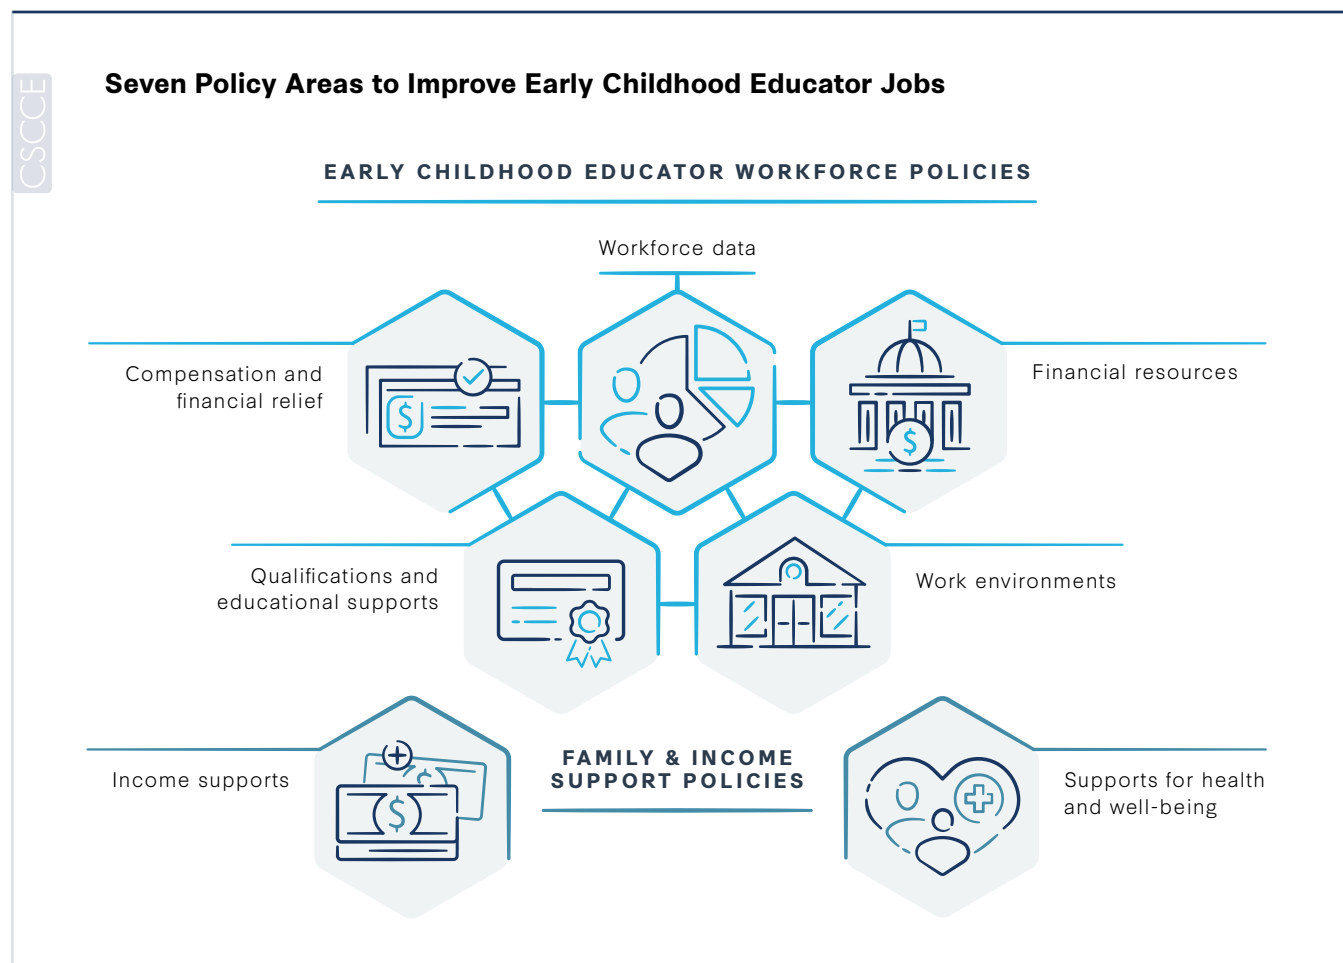 CSCCE
Seven Policy Areas to Improve Early Childhood Educator Jobs
EARLY CHILDHOOD EDUCATOR WORKFORCE POLICIES
Workforce data
Compensation and
financial relief
Financial resources
$
$
Qualifications and
educational supports
Work environments
Income supports
$
$
FAMILY & INCOME
SUPPORT POLICIES
Supports for health
and well-being